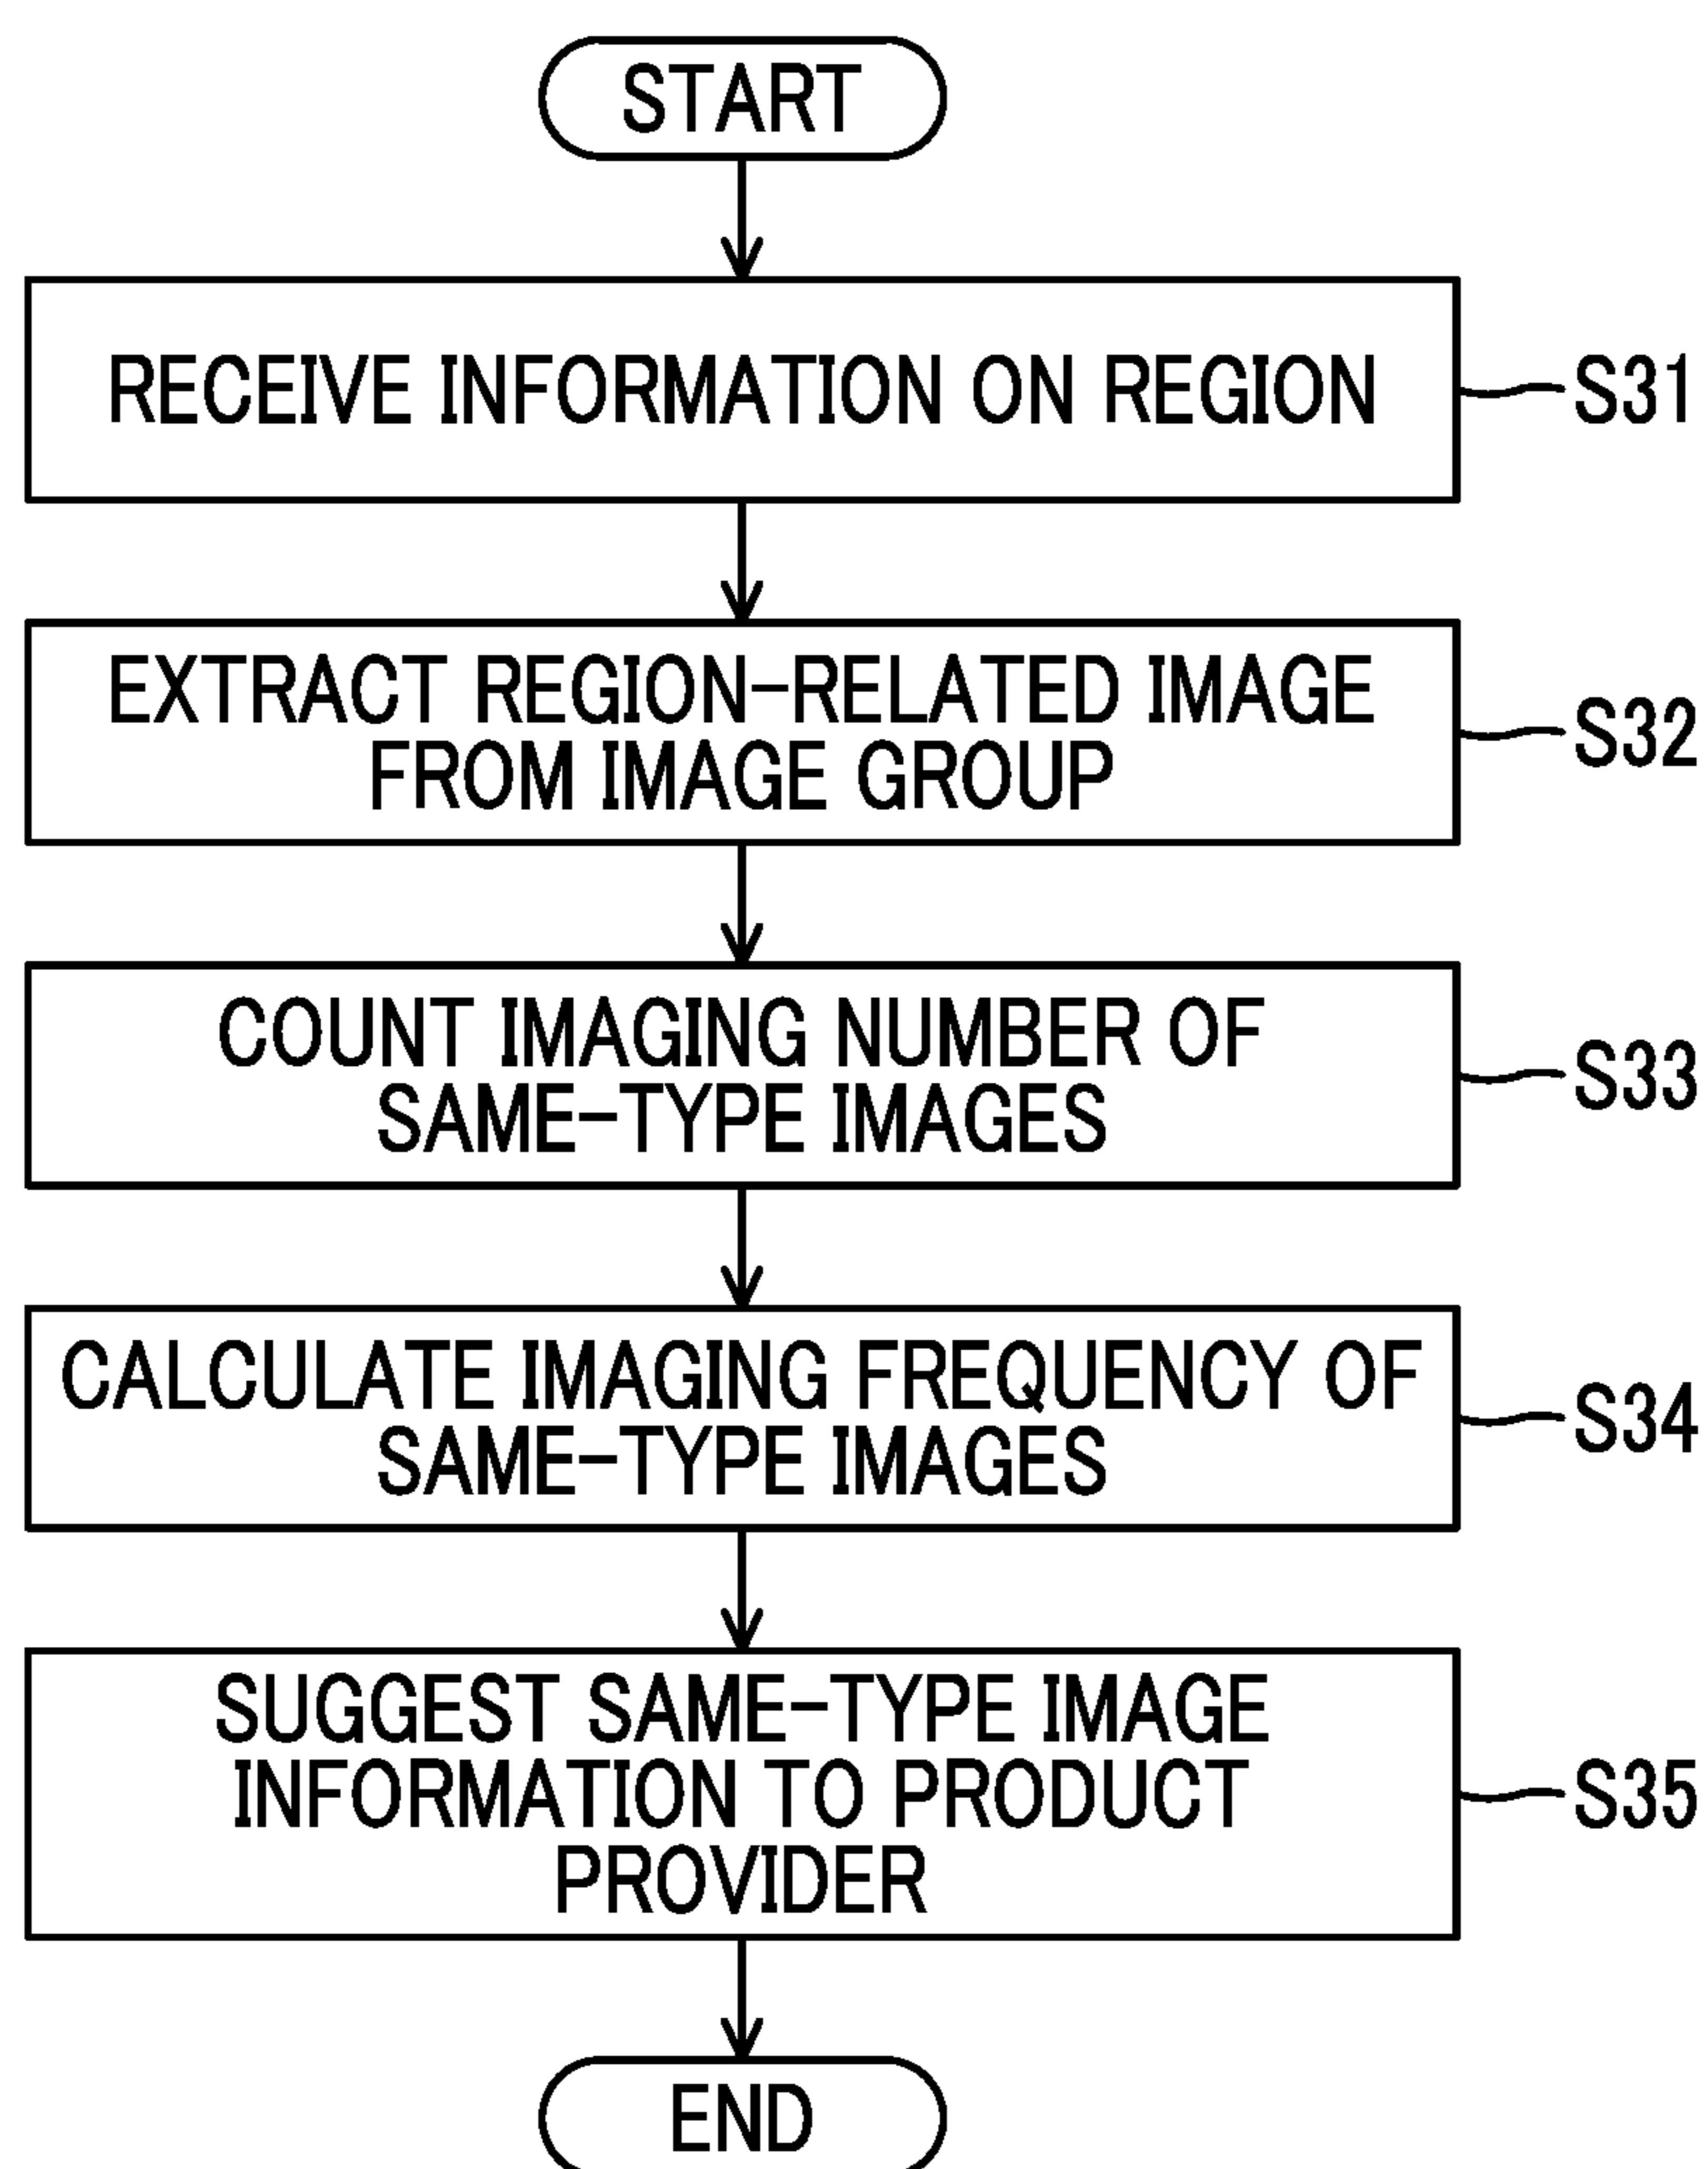 START
RECEIVE INFORMATION ON REGION
S31
EXTRACT REGION-RELATED IMAGE
FROM IMAGE GROUP
S32
COUNT IMAGING NUMBER OF
SAME-TYPE IMAGES
S33
CALCULATE IMAGING FREQUENCY OF
SAME-TYPE IMAGES
S34
SUGGEST SAME-TYPE IMAGE
INFORMATION TO PRODUCT
PROVIDER
S35
END